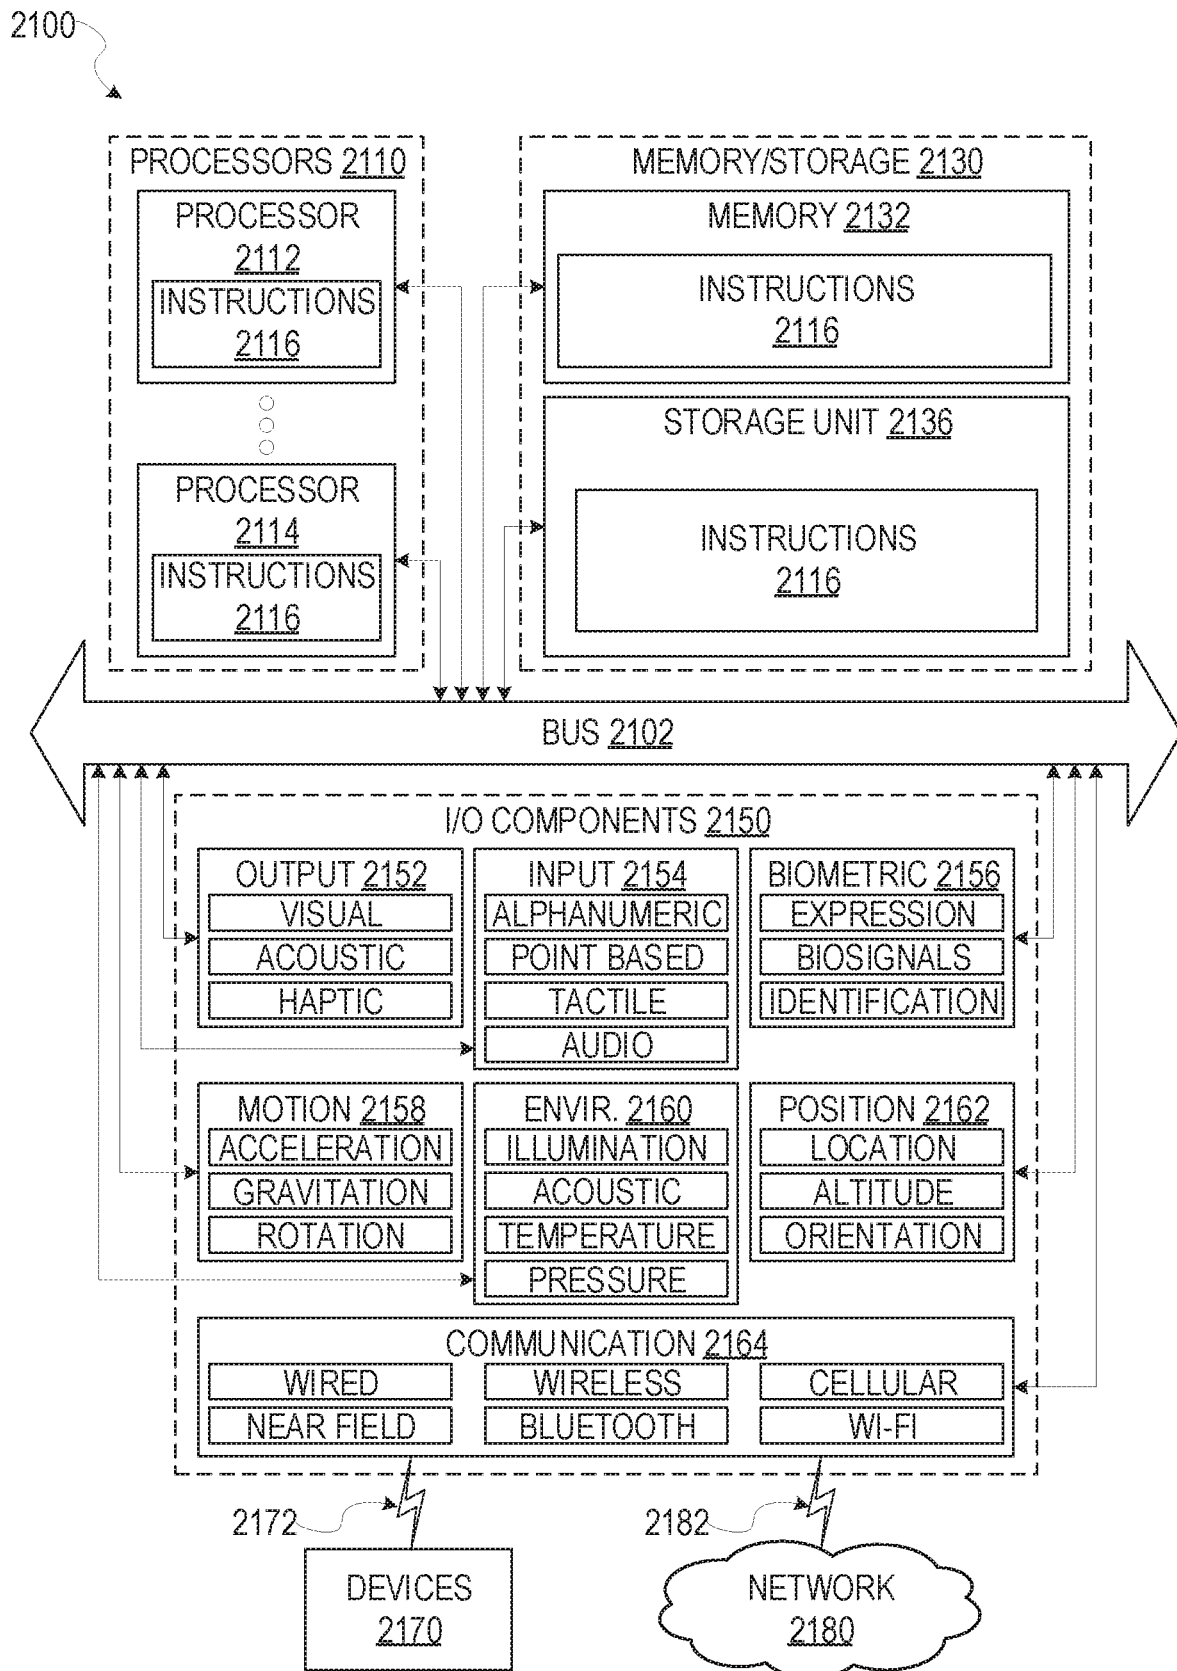 2100
PROCESSORS 2110
PROCESSOR
2112
INSTRUCTIONS
2116
PROCESSOR
2114
INSTRUCTIONS
2116
MEMORY/STORAGE 2130
MEMORY 2132
INSTRUCTIONS
2116
STORAGE UNIT 2136
INSTRUCTIONS
2116
BUS 2102
I/O COMPONENTS 2150
OUTPUT 2152
VISUAL
ACOUSTIC
HAPTIC
INPUT 2154
ALPHANUMERIC
POINT BASED
TACTILE
AUDIO
BIOMETRIC 2156
EXPRESSION
BIOSIGNALS
IDENTIFICATION
MOTION 2158
ACCELERATION
GRAVITATION
ROTATION
ENVIR. 2160
ILLUMINATION
ACOUSTIC
TEMPERATURE
PRESSURE
POSITION 2162
LOCATION
ALTITUDE
ORIENTATION
COMMUNICATION 2164
WIRED
WIRELESS
CELLULAR
NEAR FIELD
BLUETOOTH
WI-FI
2172
2182
DEVICES
2170
NETWORK
2180